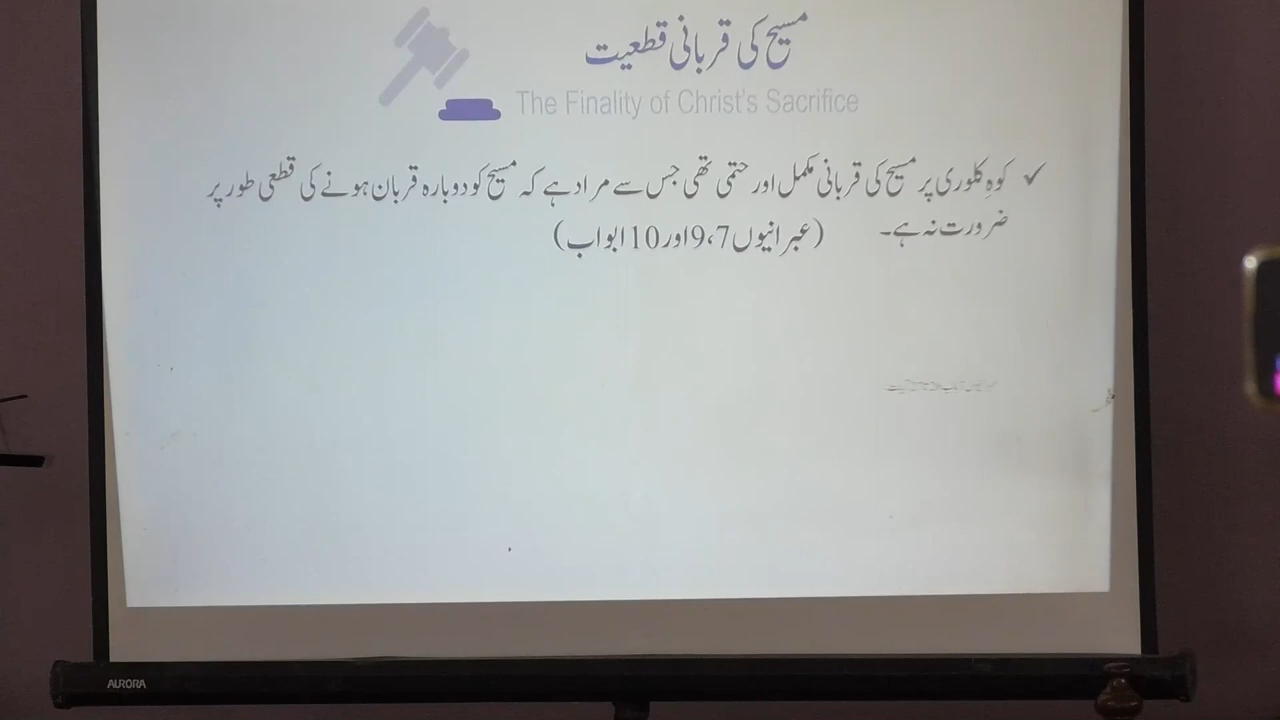 مسیح کی قربانی قطعیت
The Finality of Christ's Sacrifice
✓ کوہِ کلوری پر مسیح کی قربانی مکمل اور حتمی تھی جس سے مراد ہے کہ مسیح کو دوبارہ قربان ہونے کی قطعی طور پر
ضرورت نہ ہے۔ (عبرانیوں 7،9 اور 10 ابواب)
AURORA